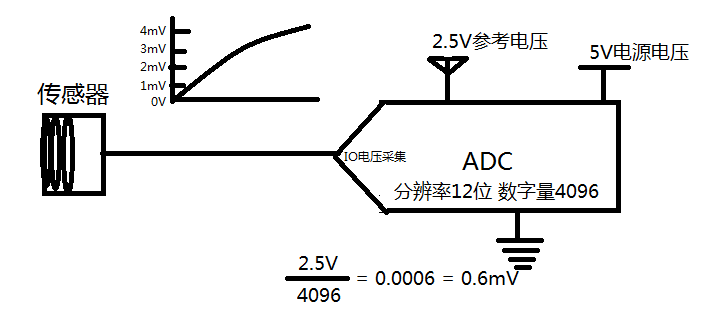 4mV
3mV
2mV
1mV
0V
2.5V参考电压
5V电源电压
传感器
IO电压采集
ADC
分辨率12位 数字量4096
2.5V
4096
= 0.0006 = 0.6mV